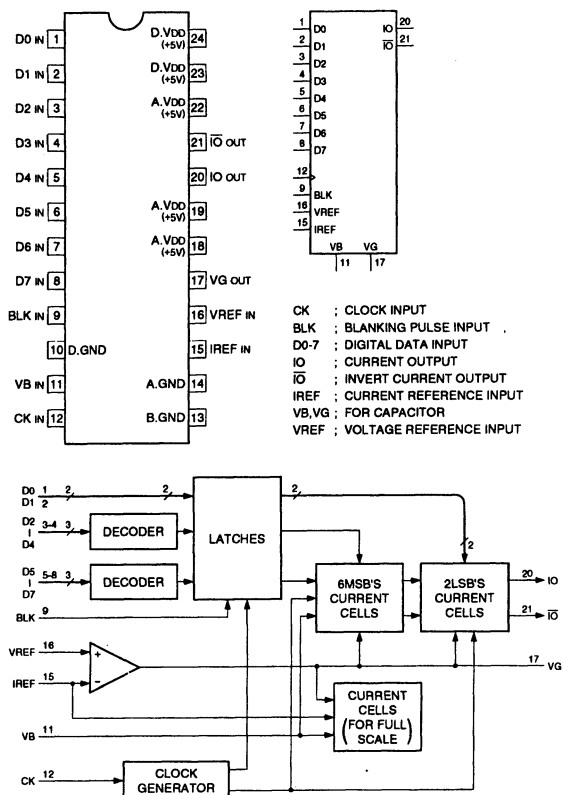 D0 IN 1
D1 IN 2
D2 IN 3
D3 IN 4
D4 IN 5
D5 IN 6
D6 IN 7
D7 IN 8
BLK IN 9
10 D.GND
VB IN 11
CK IN 12
D.VDD (+5V) 24
D.VDD (+5V) 23
A.VDD (+5V) 22
21 IO OUT
20 IO OUT
A.VDD (+5V) 19
A.VDD (+5V) 18
17 VG OUT
16 VREF IN
15 IREF IN
A.GND 14
B.GND 13
1 D0
2 D1
3 D2
4 D3
5 D4
6 D5
7 D6
8 D7
12
9 BLK
16 VREF
15 IREF
IO 20
IO 21
VB VG
11 17
CK ; CLOCK INPUT
BLK ; BLANKING PULSE INPUT
D0-7 ; DIGITAL DATA INPUT
IO ; CURRENT OUTPUT
IO ; INVERT CURRENT OUTPUT
IREF ; CURRENT REFERENCE INPUT
VB,VG ; FOR CAPACITOR
VREF ; VOLTAGE REFERENCE INPUT
D0 1 2 2
D1 2
D2 3-4 3
D4
DECODER
D5 5-8 3
D7
DECODER
BLK 9
LATCHES
2
2
6MSB'S
CURRENT
CELLS
2LSB'S
CURRENT
CELLS
20 IO
21 IO
VREF 16 +
IREF 15 −
17 VG
CURRENT
CELLS
(FOR FULL
SCALE)
VB 11
CK 12
CLOCK
GENERATOR